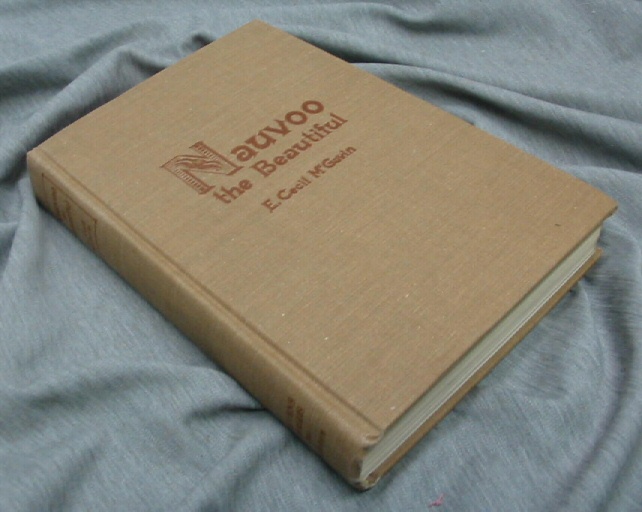 Nauvoo
the Beautiful
E. Cecil McGavin